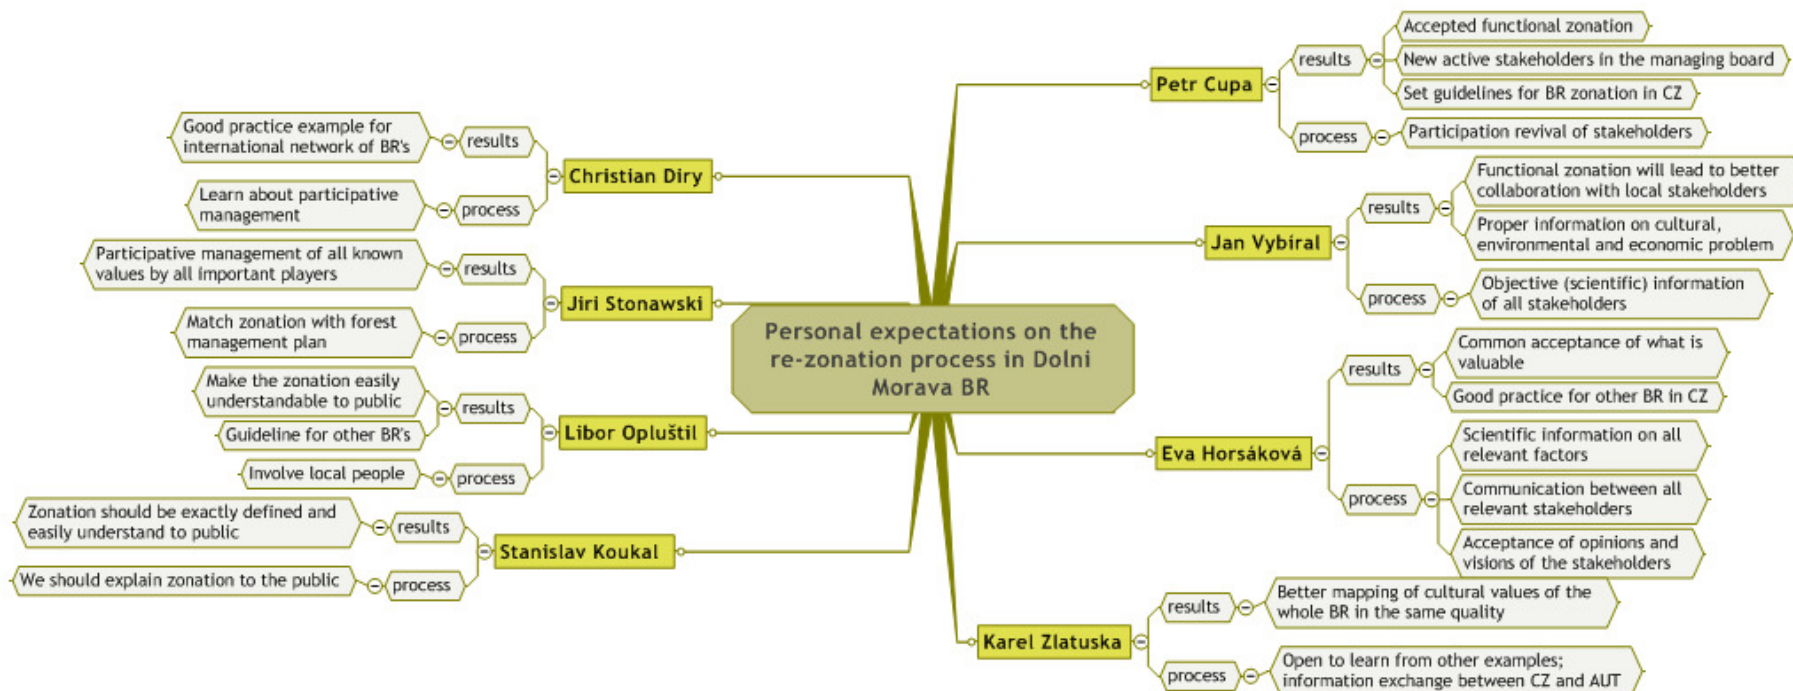 Personal expectations on the
re-zonation process in Dolni
Morava BR
Christian Diry
results
Good practice example for
international network of BR's
process
Learn about participative
management
Jiri Stonawski
results
Participative management of all known
values by all important players
process
Match zonation with forest
management plan
Libor Opluštil
results
Make the zonation easily
understandable to public
Guideline for other BR's
process
Involve local people
Stanislav Koukal
results
Zonation should be exactly defined and
easily understand to public
process
We should explain zonation to the public
Petr Cupa
results
Accepted functional zonation
New active stakeholders in the managing board
Set guidelines for BR zonation in CZ
process
Participation revival of stakeholders
Jan Vybiral
results
Functional zonation will lead to better
collaboration with local stakeholders
Proper information on cultural,
environmental and economic problem
process
Objective (scientific) information
of all stakeholders
Eva Horsáková
results
Common acceptance of what is
valuable
Good practice for other BR in CZ
process
Scientific information on all
relevant factors
Communication between all
relevant stakeholders
Acceptance of opinions and
visions of the stakeholders
Karel Zlatuska
results
Better mapping of cultural values of the
whole BR in the same quality
process
Open to learn from other examples;
information exchange between CZ and AUT